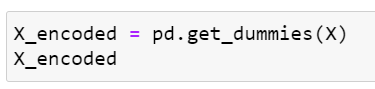 X_encoded = pd.get_dummies(X)
X_encoded